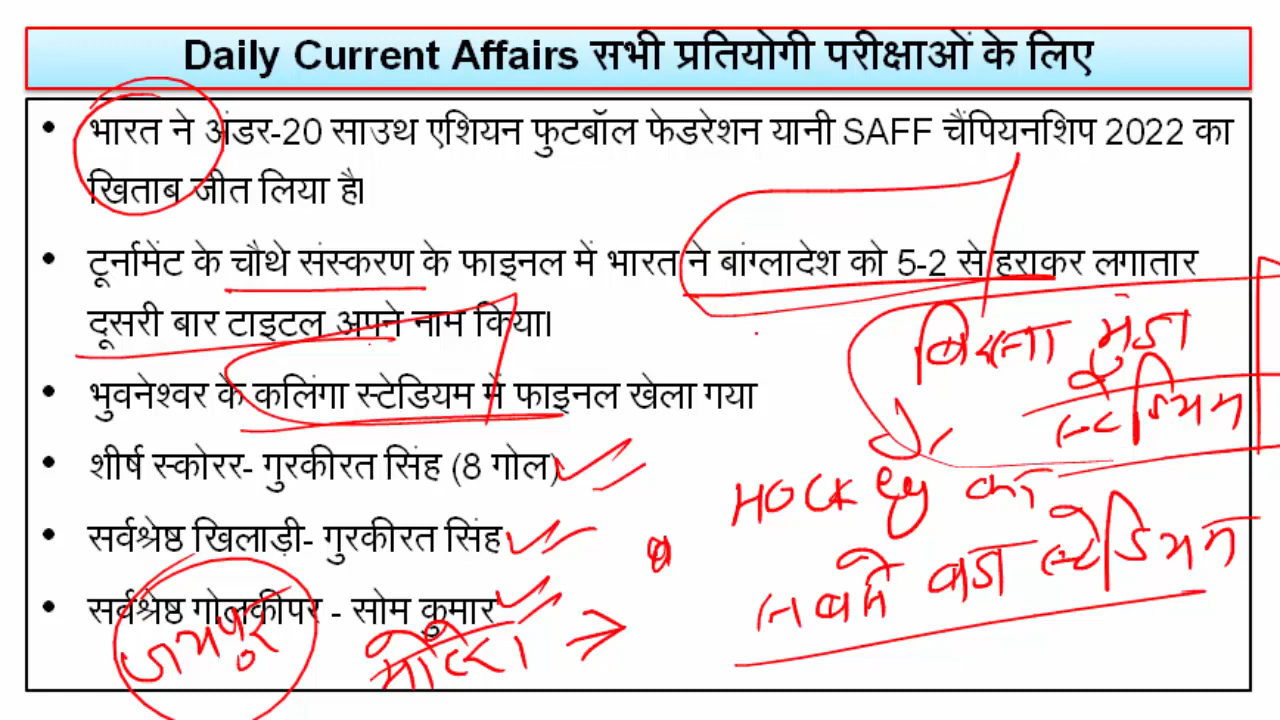 Daily Current Affairs सभी प्रतियोगी परीक्षाओं के लिए
• भारत ने अंडर-20 साउथ एशियन फुटबॉल फेडरेशन यानी SAFF चैंपियनशिप 2022 का
खिताब जीत लिया है।
• टूर्नामेंट के चौथे संस्करण के फाइनल में भारत ने बांग्लादेश को 5-2 से हराकर लगातार
दूसरी बार टाइटल अपने नाम किया।
बिरसा मुंडा
स्टेडियम
• भुवनेश्वर के कलिंगा स्टेडियम में फाइनल खेला गया
• शीर्ष स्कोरर- गुरकीरत सिंह (8 गोल)
HOCKEY का
• सर्वश्रेष्ठ खिलाड़ी- गुरकीरत सिंह
सबसे बड़ा स्टेडियम
• सर्वश्रेष्ठ गोलकीपर - सोम कुमार
जयपुर मोटेरा